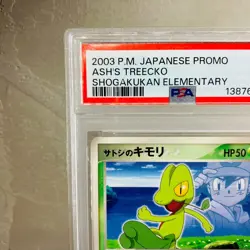 2003 P.M. JAPANESE PROMO
ASH'S TREECKO
SHOGAKUKAN ELEMENTARY
PSA
13876
サトシのキモリ HP50